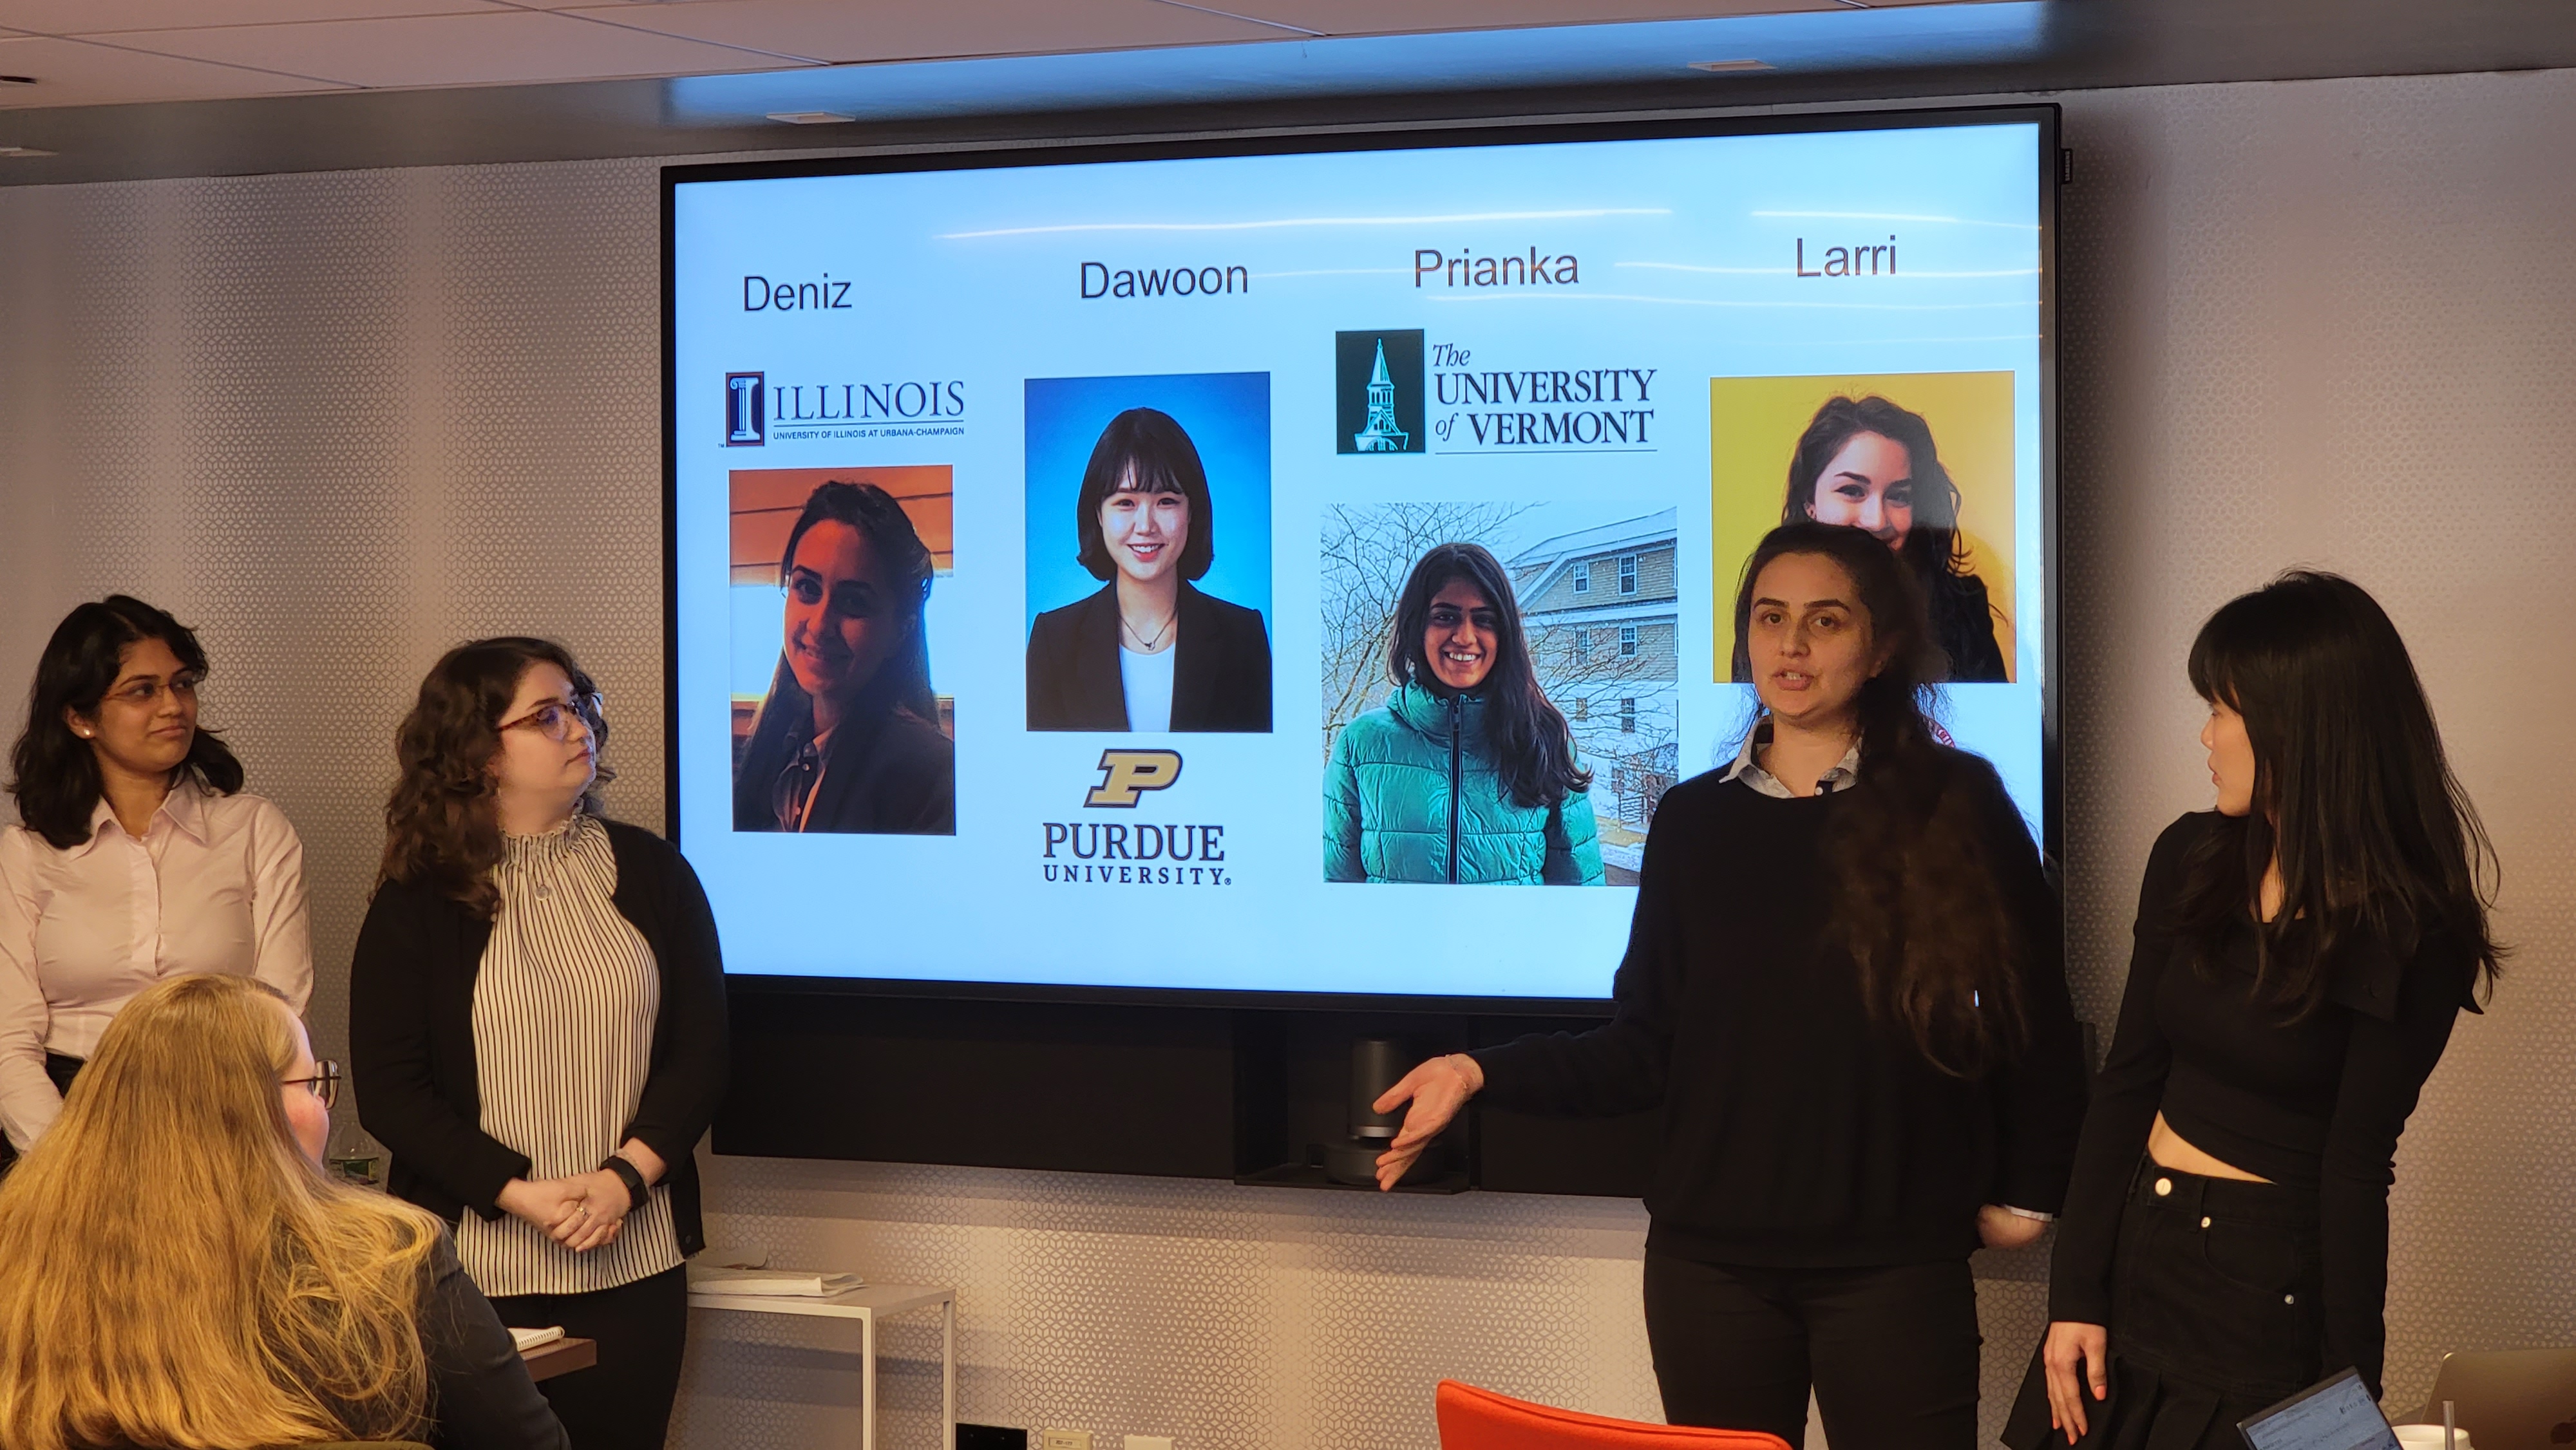 Deniz
Dawoon
Prianka
Larri
I ILLINOIS
UNIVERSITY OF ILLINOIS AT URBANA-CHAMPAIGN
The
UNIVERSITY
of VERMONT
P
PURDUE
UNIVERSITY®